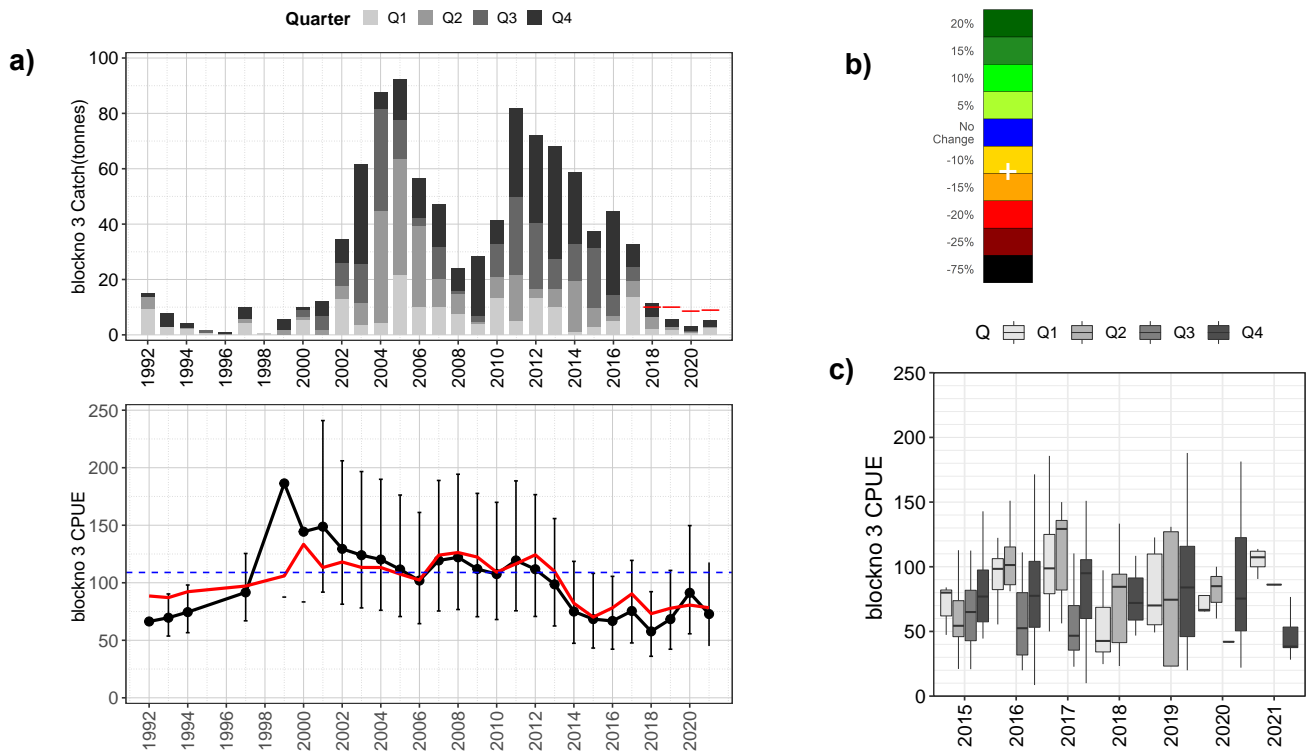 Quarter Q1 Q2 Q3 Q4
a)
blockno 3 Catch(tonnes)
100
80
60
40
20
0
1992 1994 1996 1998 2000 2002 2004 2006 2008 2010 2012 2014 2016 2018 2020
blockno 3 CPUE
250
200
150
100
50
0
1992 1994 1996 1998 2000 2002 2004 2006 2008 2010 2012 2014 2016 2018 2020
b)
20%
15%
10%
5%
No
Change
-10%
-15%
-20%
-25%
-75%
Q Q1 Q2 Q3 Q4
c)
blockno 3 CPUE
250
200
150
100
50
0
2015 2016 2017 2018 2019 2020 2021